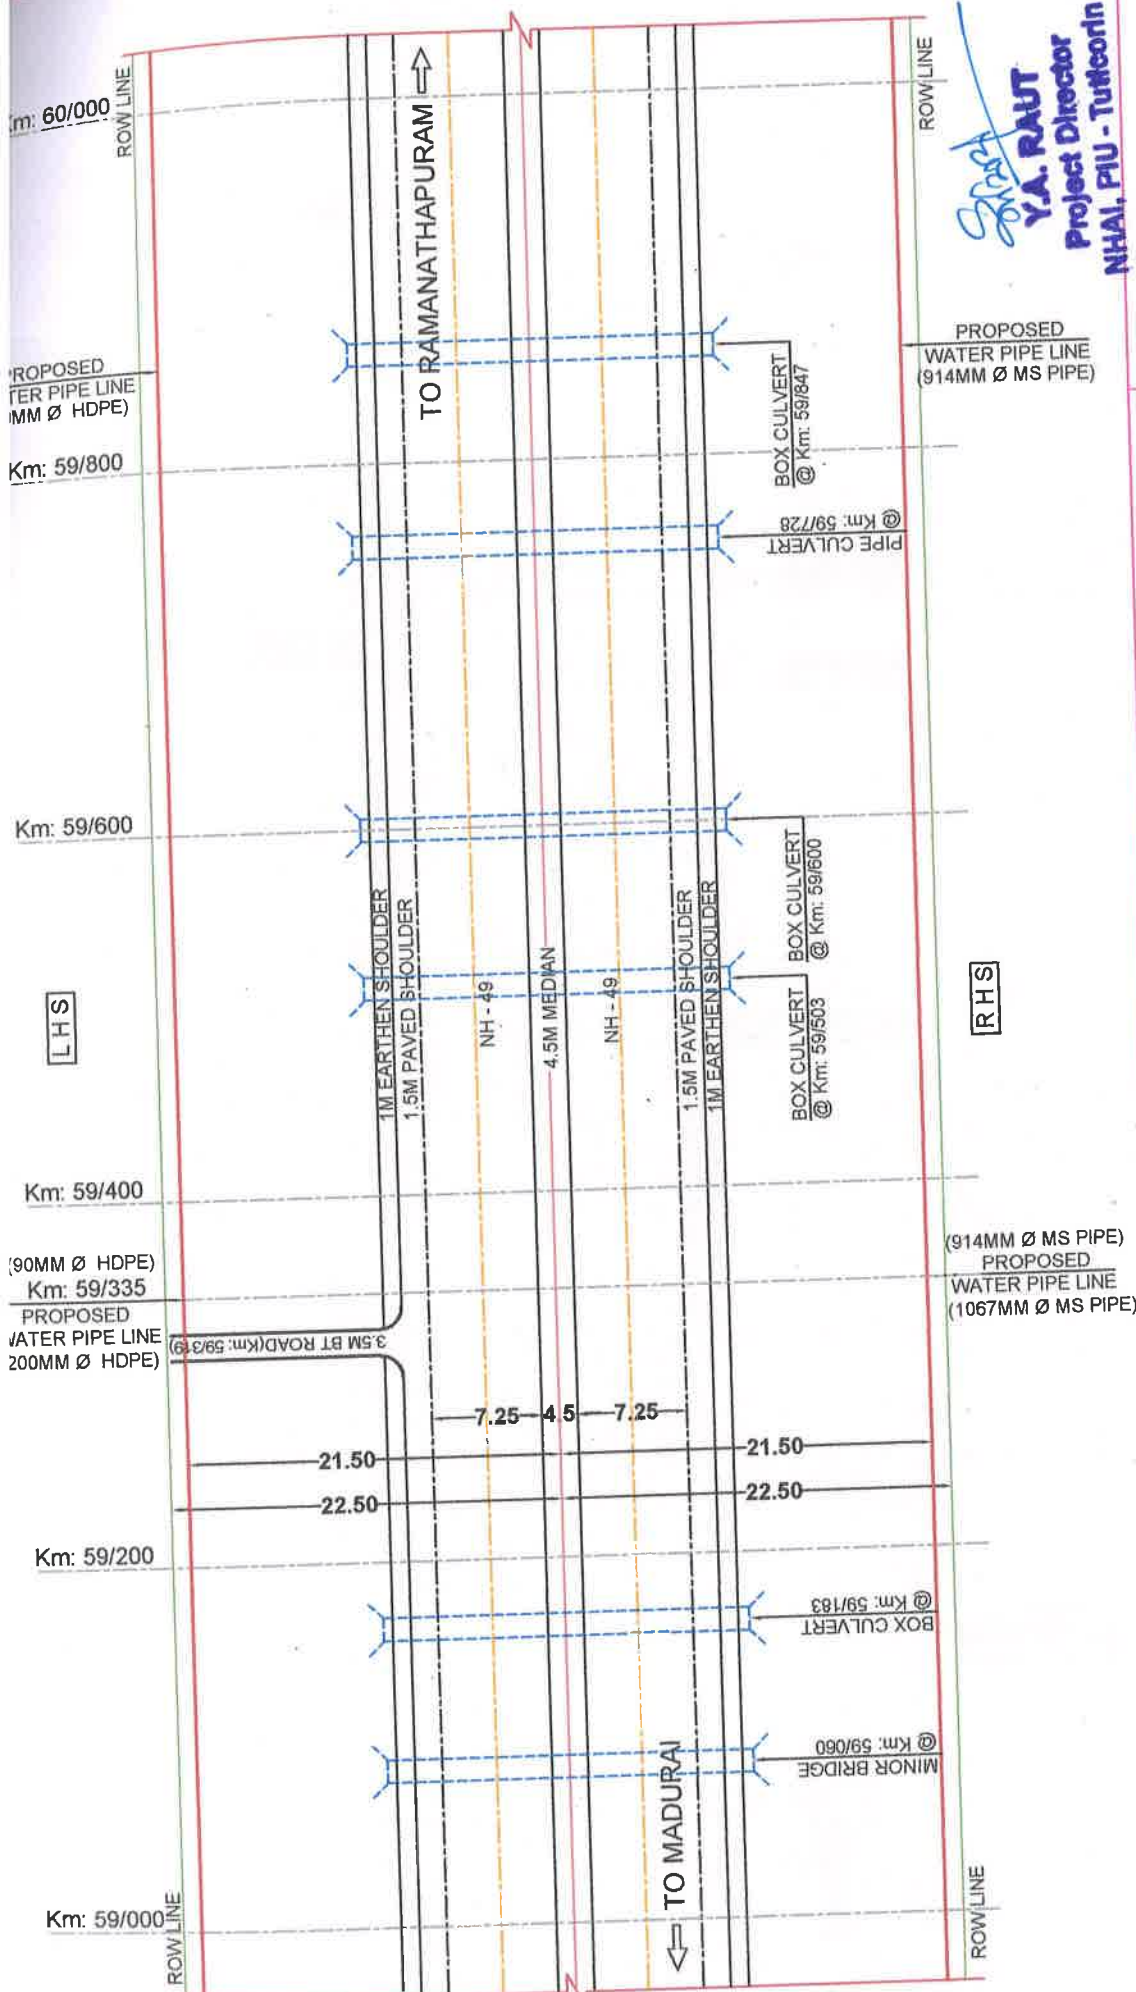 ROW LINE
ROW LINE
Km: 60/000
TO RAMANATHAPURAM
Y.A. RAUT
Project Director
NHAI, PIU - Tuticorin
PROPOSED
WATER PIPE LINE
(914MM Ø MS PIPE)
PROPOSED
TER PIPE LINE
MM Ø HDPE)
BOX CULVERT
@ Km: 59/847
Km: 59/800
PIPE CULVERT
@ Km: 59/728
Km: 59/600
BOX CULVERT
@ Km: 59/600
1M EARTHEN SHOULDER
1.5M PAVED SHOULDER
NH - 49
4.5M MEDIAN
NH - 49
1.5M PAVED SHOULDER
1M EARTHEN SHOULDER
LHS
RHS
BOX CULVERT
@ Km: 59/503
Km: 59/400
(90MM Ø HDPE)
Km: 59/335
PROPOSED
WATER PIPE LINE
200MM Ø HDPE)
(914MM Ø MS PIPE)
PROPOSED
WATER PIPE LINE
(1067MM Ø MS PIPE)
3.5M BT ROAD(Km: 59/319)
7.25 4.5 7.25
21.50 21.50
22.50 22.50
Km: 59/200
BOX CULVERT
@ Km: 59/183
MINOR BRIDGE
@ Km: 59/060
TO MADURAI
Km: 59/000
ROW LINE
ROW LINE